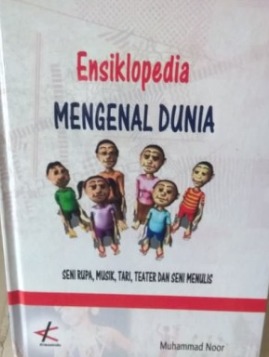 Ensiklopedia
MENGENAL DUNIA
SENI RUPA, MUSIK, TARI, TEATER DAN SENI MENULIS
Muhammad Noor